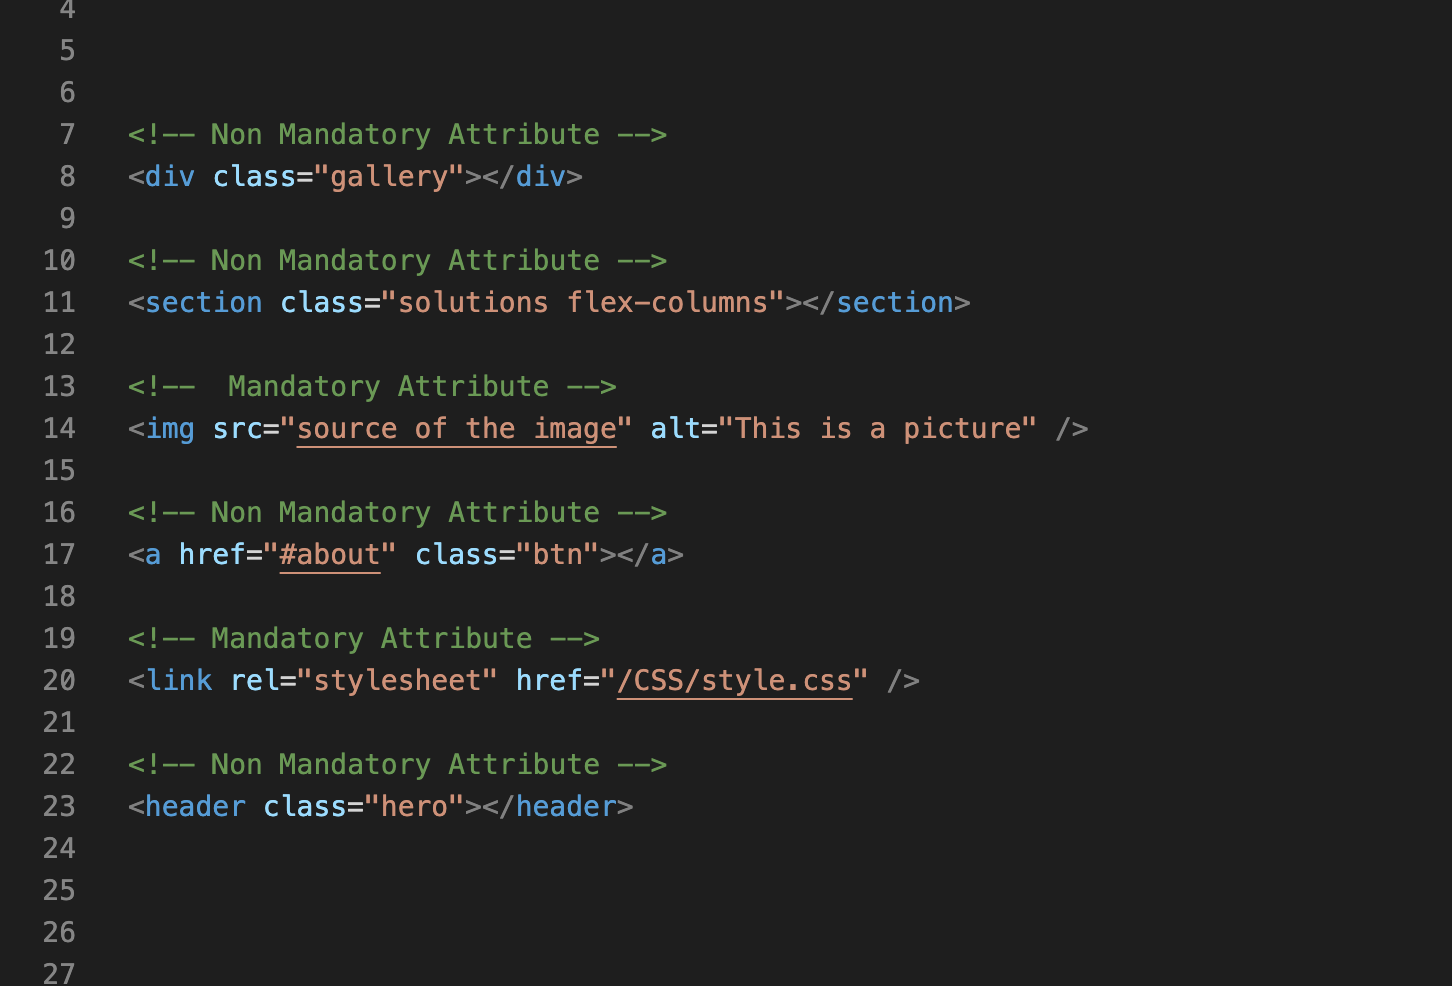 4
5
6
7 <!-- Non Mandatory Attribute -->
8 <div class="gallery"></div>
9
10 <!-- Non Mandatory Attribute -->
11 <section class="solutions flex-columns"></section>
12
13 <!--  Mandatory Attribute -->
14 <img src="source of the image" alt="This is a picture" />
15
16 <!-- Non Mandatory Attribute -->
17 <a href="#about" class="btn"></a>
18
19 <!-- Mandatory Attribute -->
20 <link rel="stylesheet" href="/CSS/style.css" />
21
22 <!-- Non Mandatory Attribute -->
23 <header class="hero"></header>
24
25
26
27